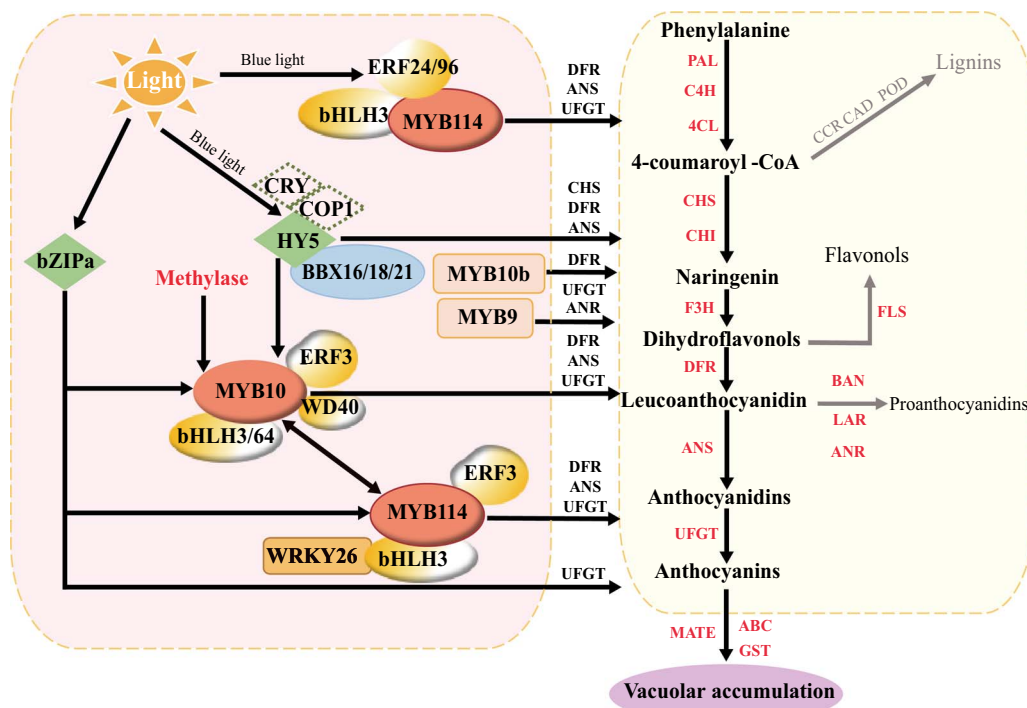 Light
Blue light
ERF24/96
bHLH3
MYB114
DFR
ANS
UFGT
Blue light
CRY
COP1
HY5
BBX16/18/21
CHS
DFR
ANS
bZIPa
Methylase
MYB10b
DFR
UFGT
MYB9
ANR
ERF3
MYB10
WD40
bHLH3/64
DFR
ANS
UFGT
ERF3
MYB114
WRKY26
bHLH3
DFR
ANS
UFGT
UFGT
Phenylalanine
PAL
C4H
4CL
Lignins
CCR CAD POD
4-coumaroyl -CoA
CHS
CHI
Naringenin
Flavonols
F3H
FLS
Dihydroflavonols
DFR
BAN
Leucoanthocyanidin
Proanthocyanidins
LAR
ANS
ANR
Anthocyanidins
UFGT
Anthocyanins
MATE
ABC
GST
Vacuolar accumulation